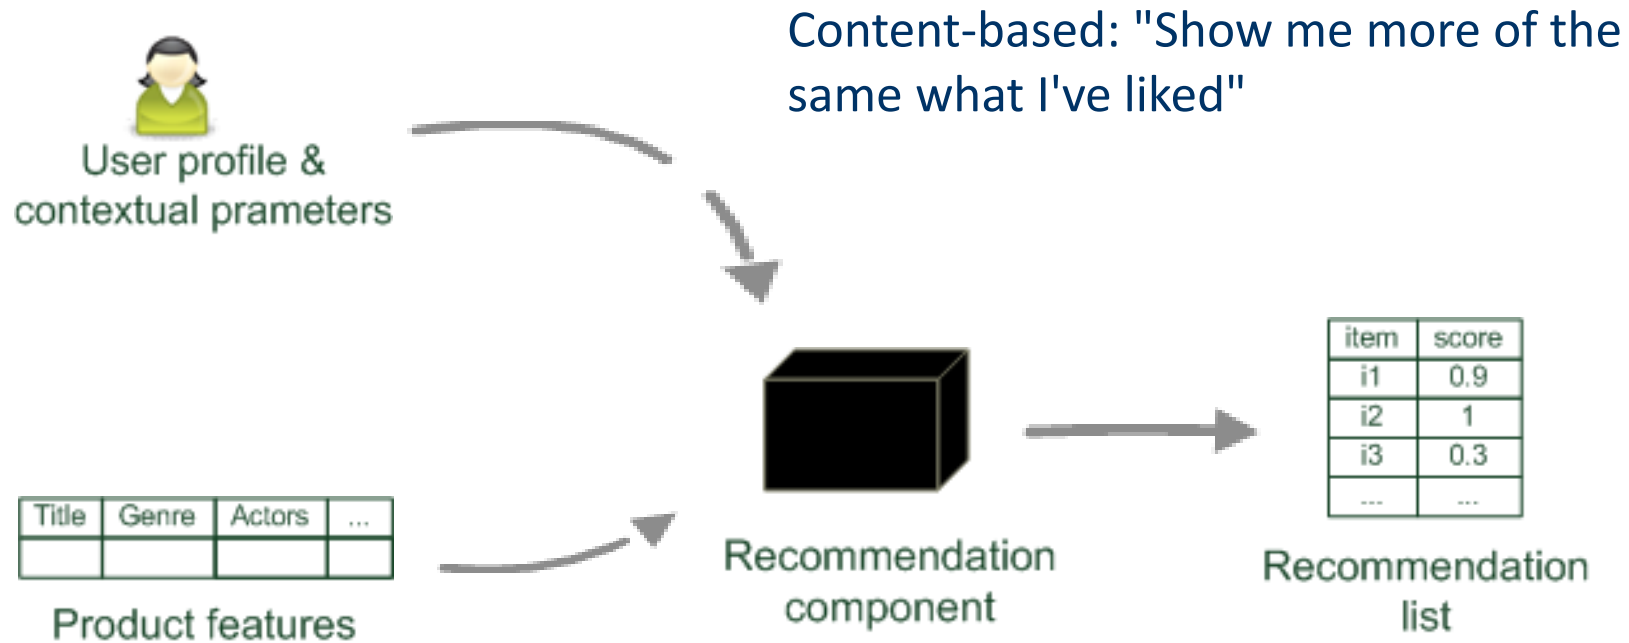 Content-based: "Show me more of the
same what I've liked"
User profile &
contextual prameters
Title Genre Actors ...
Product features
Recommendation
component
item score
i1 0.9
i2 1
i3 0.3
... ...
Recommendation
list